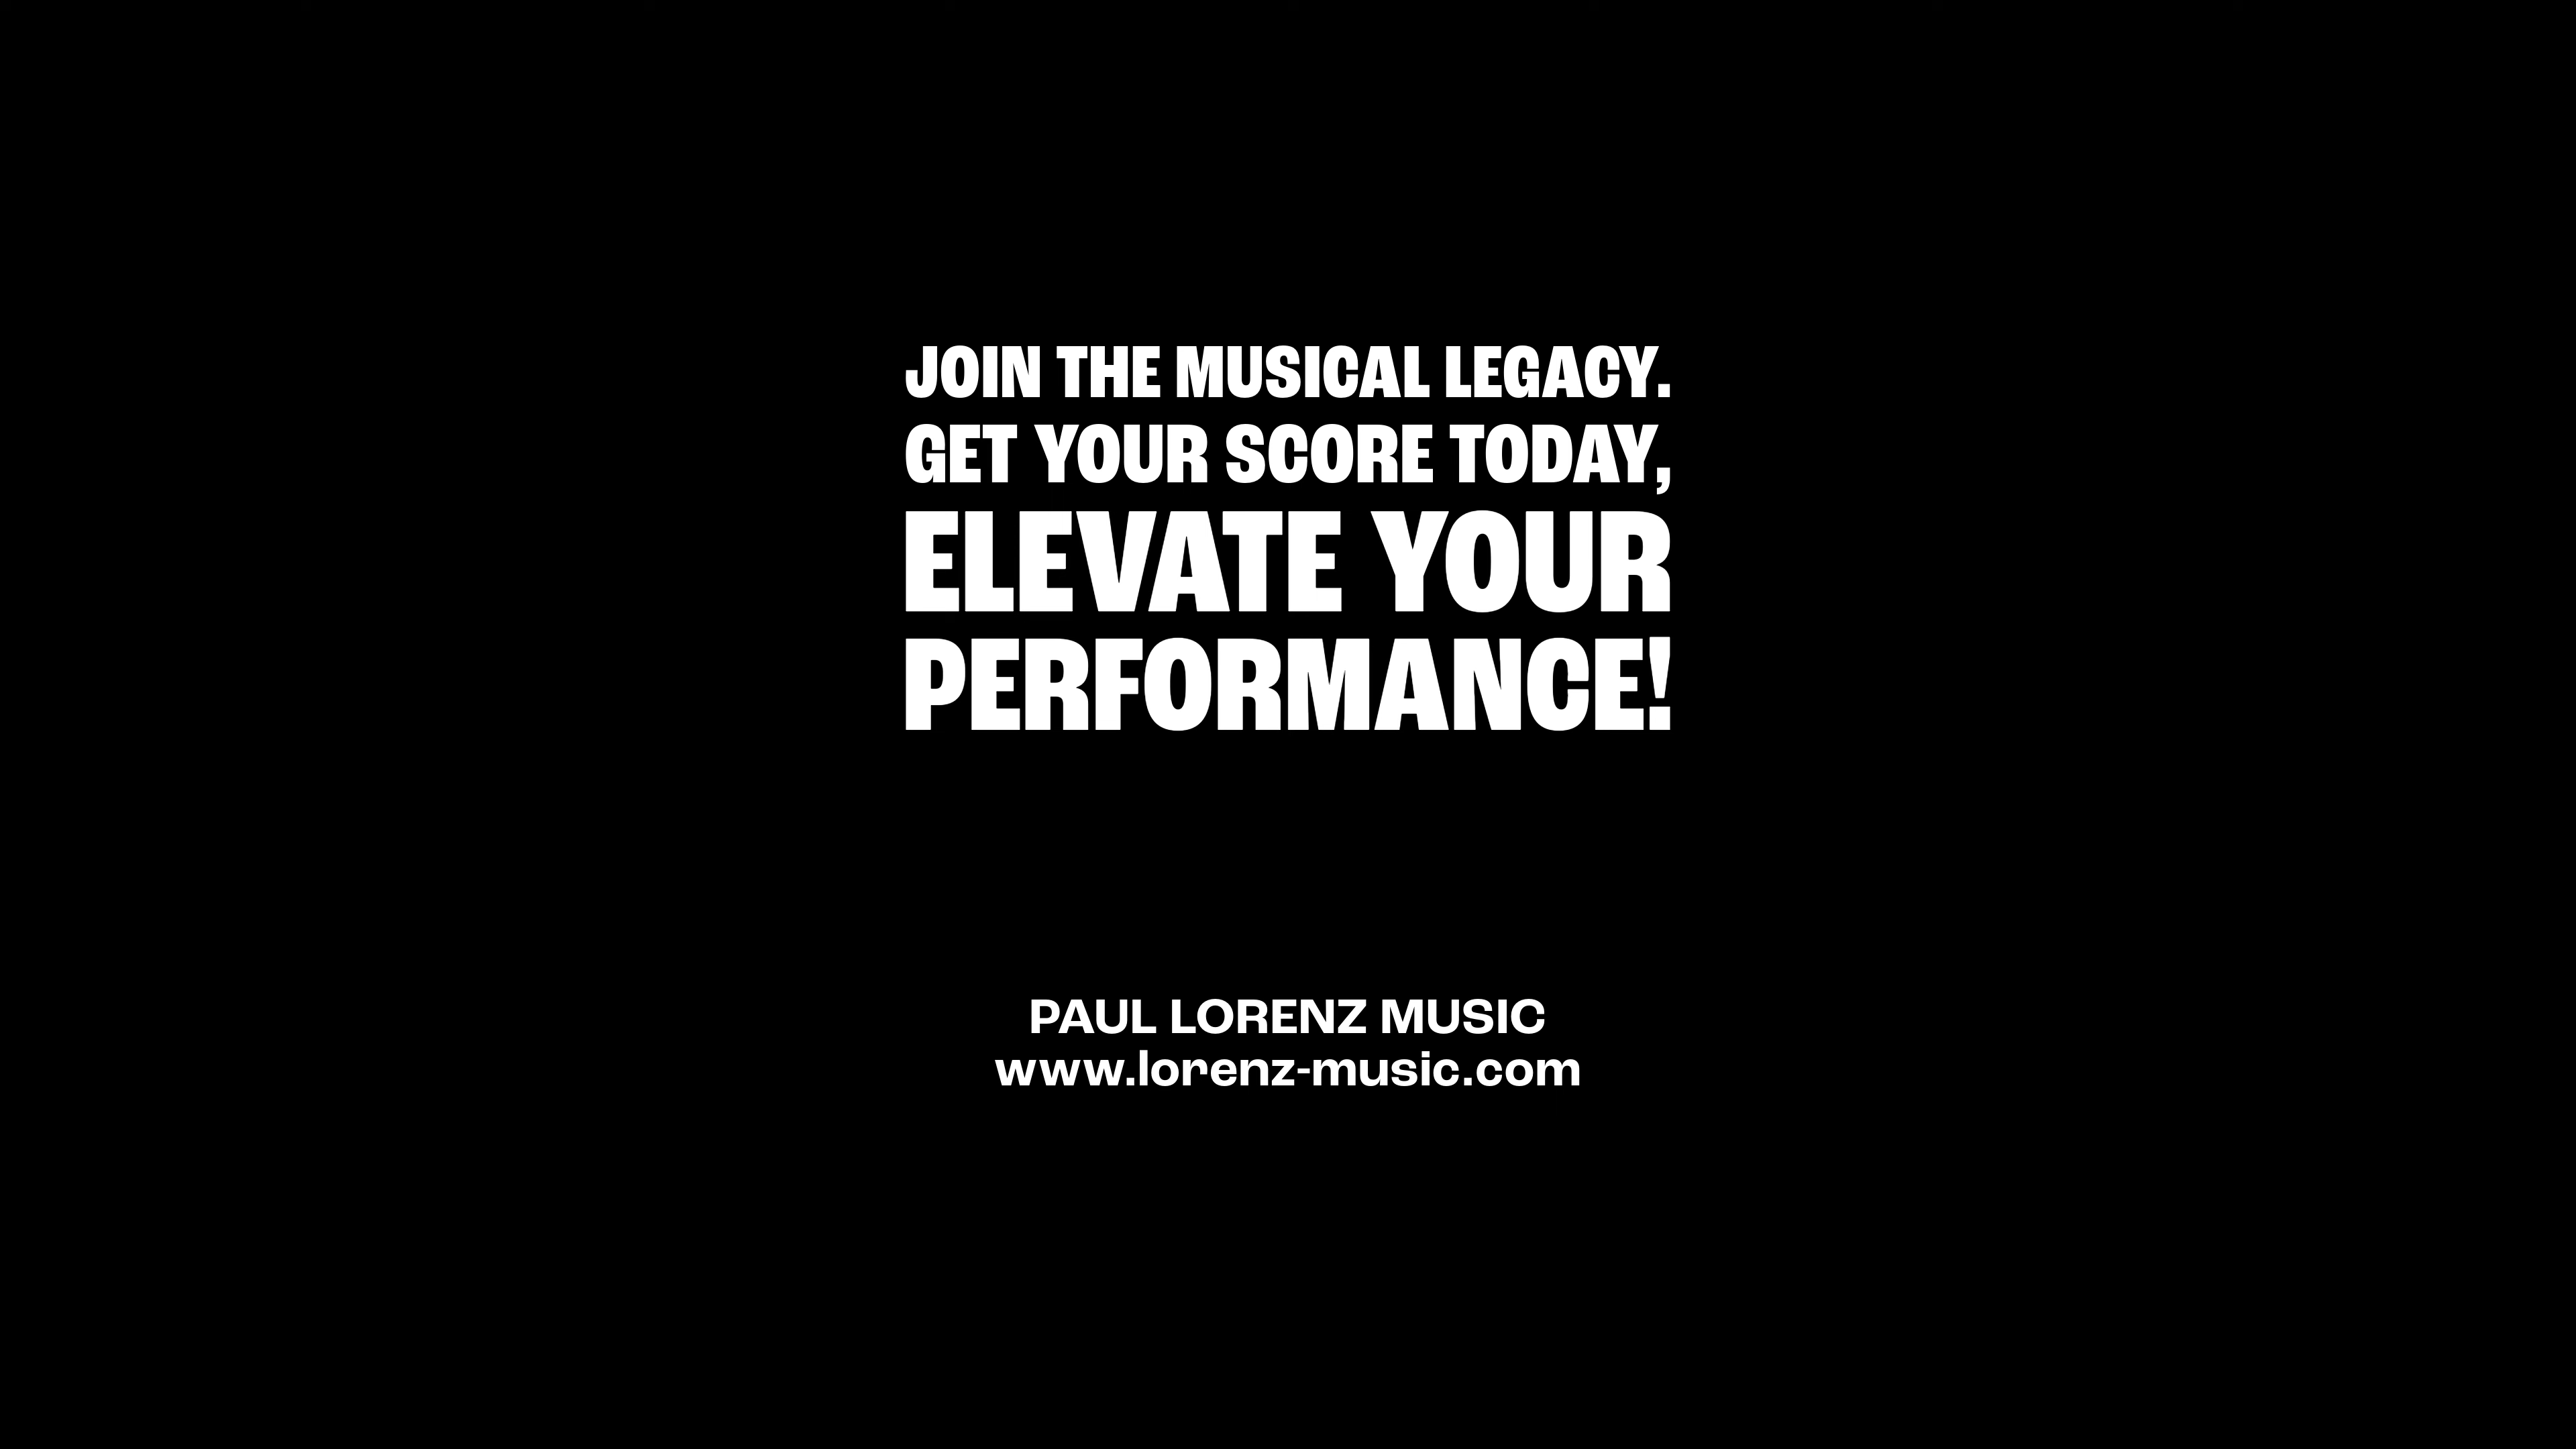 JOIN THE MUSICAL LEGACY.
GET YOUR SCORE TODAY,
ELEVATE YOUR
PERFORMANCE!
PAUL LORENZ MUSIC
www.lorenz-music.com